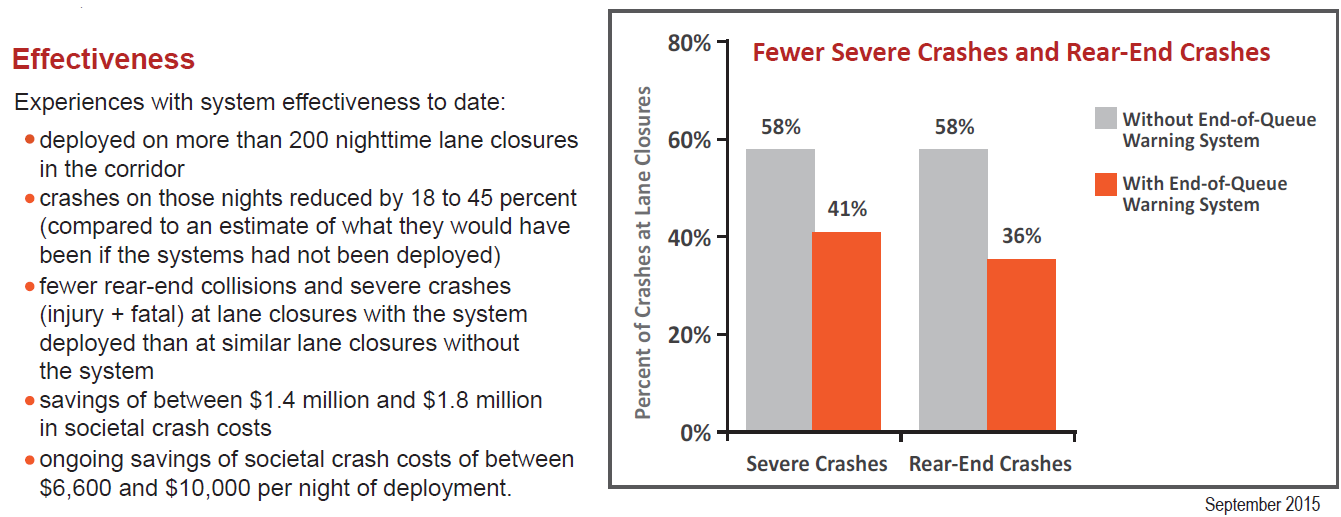 Effectiveness
Experiences with system effectiveness to date:
• deployed on more than 200 nighttime lane closures
in the corridor
• crashes on those nights reduced by 18 to 45 percent
(compared to an estimate of what they would have
been if the systems had not been deployed)
• fewer rear-end collisions and severe crashes
(injury + fatal) at lane closures with the system
deployed than at similar lane closures without
the system
• savings of between $1.4 million and $1.8 million
in societal crash costs
• ongoing savings of societal crash costs of between
$6,600 and $10,000 per night of deployment.
Fewer Severe Crashes and Rear-End Crashes
Percent of Crashes at Lane Closures
80%
60%
40%
20%
0%
58%
41%
58%
36%
Severe Crashes
Rear-End Crashes
Without End-of-Queue
Warning System
With End-of-Queue
Warning System
September 2015